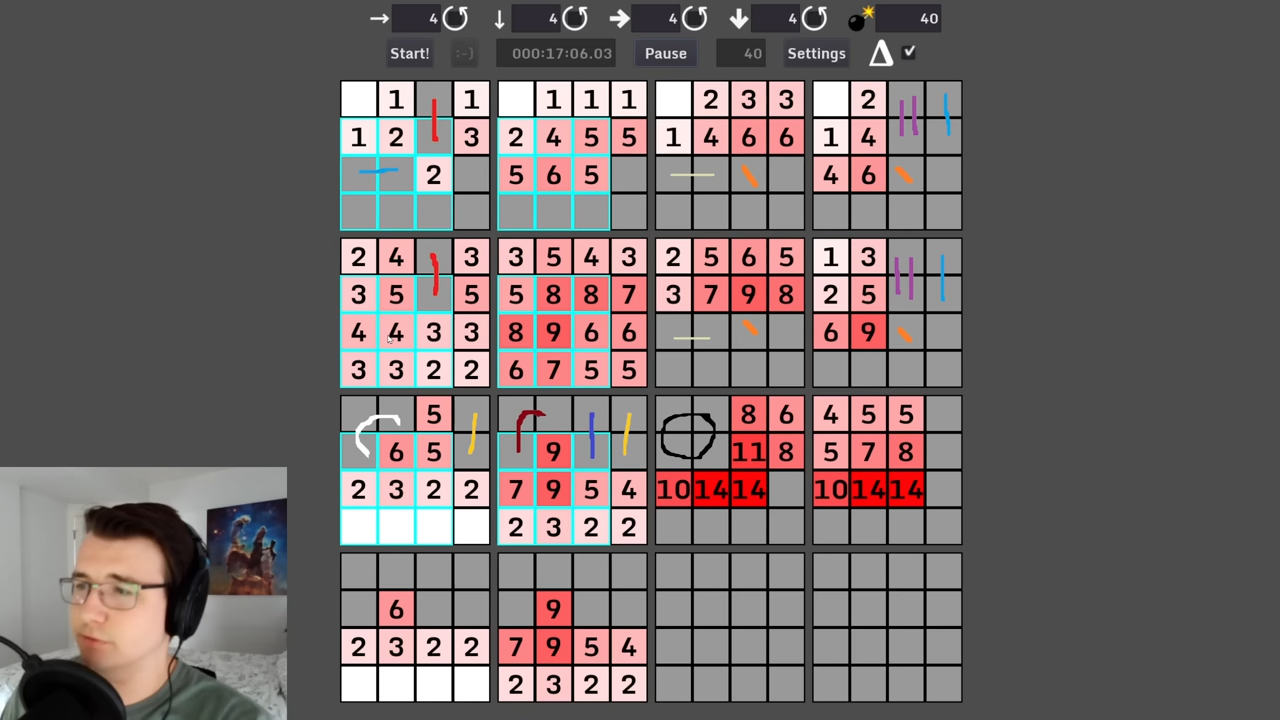 → 4 ↓ 4 → 4 ↓ 4 40
Start! :-) 000:17:06.03 Pause 40 Settings Δ
1 1 1 1 1 2 3 3 2
1 2 3 2 4 5 5 1 4 6 6 1 4
2 5 6 5 4 6
2 4 3 3 5 4 3 2 5 6 5 1 3
3 5 5 5 8 8 7 3 7 9 8 2 5
4 4 3 3 8 9 6 6 6 9
3 3 2 2 6 7 5 5
5 8 6 4 5 5
6 5 9 11 8 5 7 8
2 3 2 2 7 9 5 4 10 14 14 10 14 14
2 3 2 2
6 9
2 3 2 2 7 9 5 4
2 3 2 2